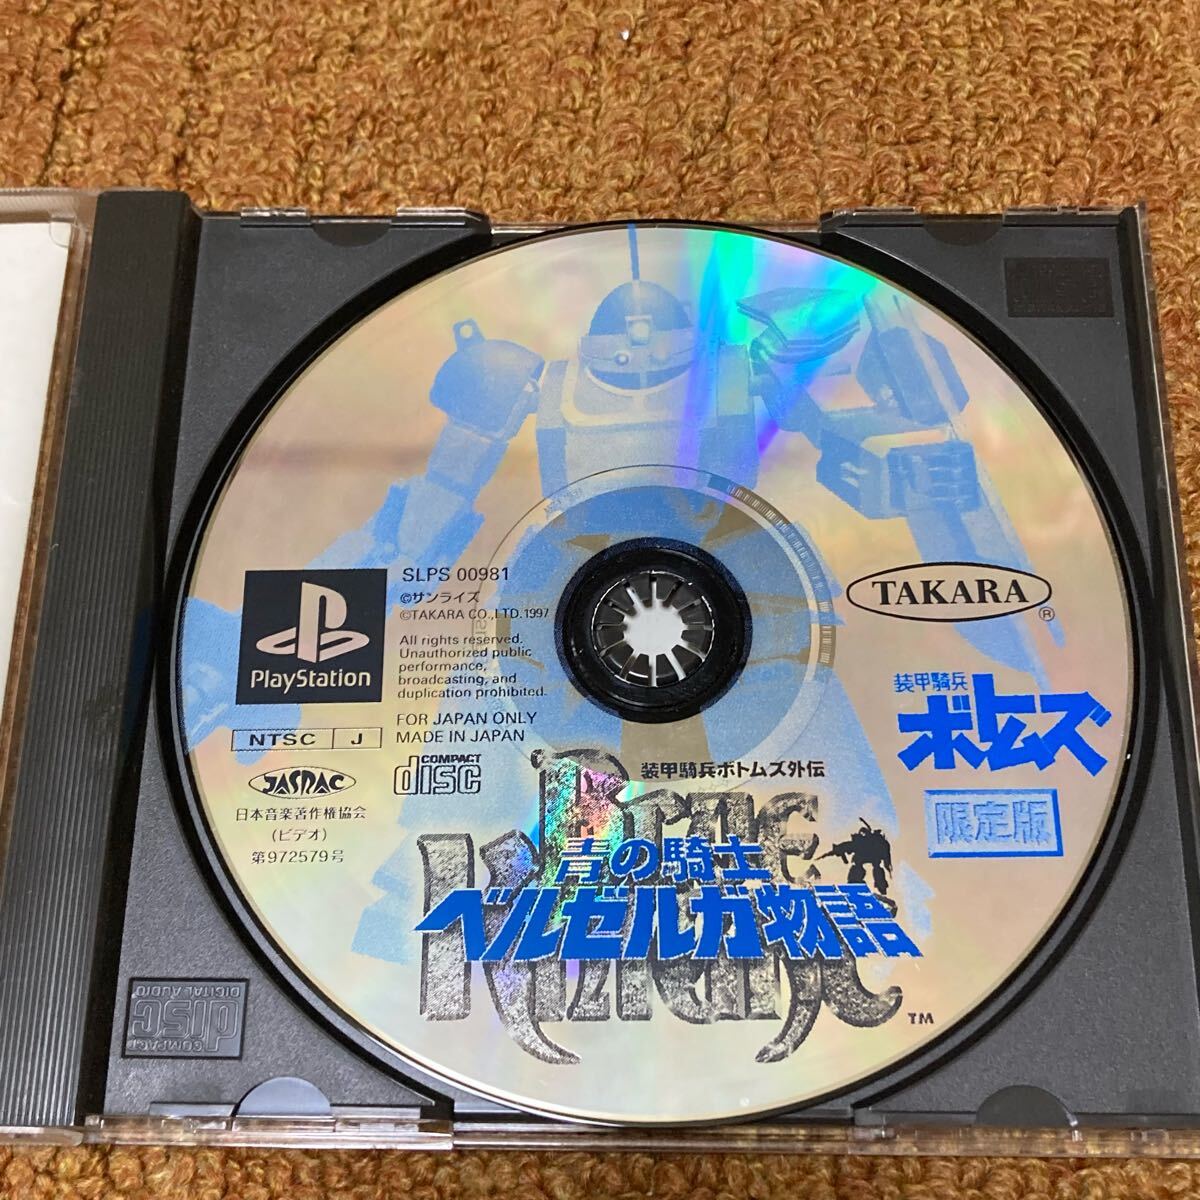 SLPS 00981
©サンライズ
©TAKARA CO.,LTD.1997
All rights reserved.
Unauthorized public
performance,
broadcasting, and
duplication prohibited.
FOR JAPAN ONLY
MADE IN JAPAN
PlayStation
NTSC J
JASRAC
日本音楽著作権協会
(ビデオ)
第972579号
COMPACT
disc
TAKARA
®
装甲騎兵
ボトムズ
限定版
装甲騎兵ボトムズ外伝
青の騎士
ベルゼルガ物語
TM
COMPACT
disc
DIGITAL AUDIO